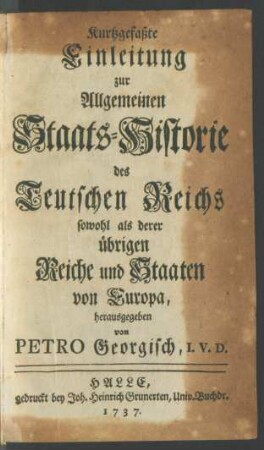 Kurtzgefaßte
Einleitung
zur
Allgemeinen
Staats-Historie
des
Teutschen Reichs
sowohl als derer
übrigen
Reiche und Staaten
von Europa,
herausgegeben
von
PETRO Georgisch, I. V. D.
HALLE,
gedruckt bey Joh. Heinrich Grunerten, Univ. Buchdr.
1737.